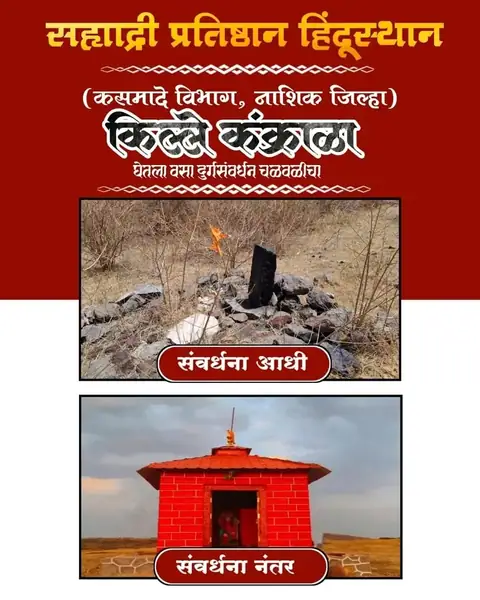 सह्याद्री प्रतिष्ठान हिंदूस्थान
(कसमादे विभाग, नाशिक जिल्हा)
किल्ले कंक्राळा
घेतला वसा दुर्गसंवर्धन चळवळीचा
संवर्धना आधी
संवर्धना नंतर